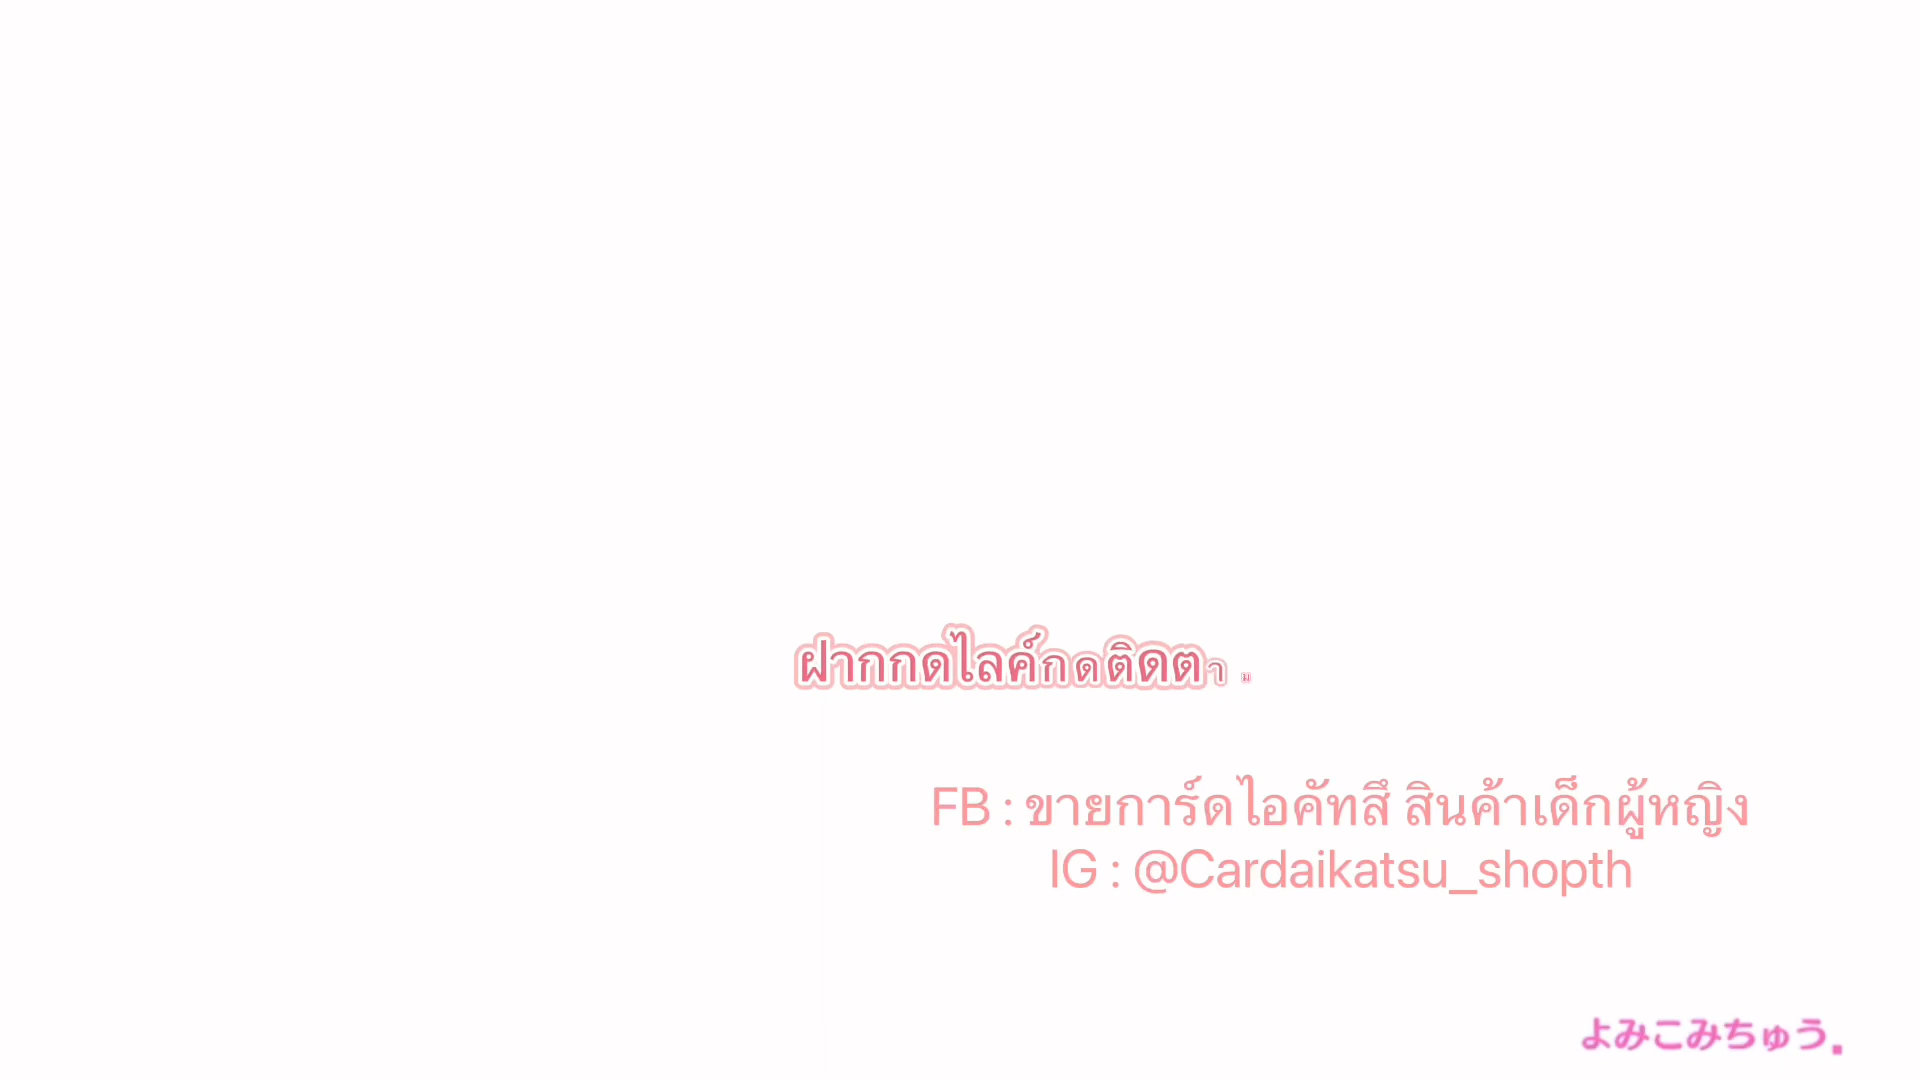 ฝากกดไลค์กดติดตาม
FB : ขายการ์ดไอคัทสึ สินค้าเด็กผู้หญิง
IG : @Cardaikatsu_shopth
よみこみちゅう.